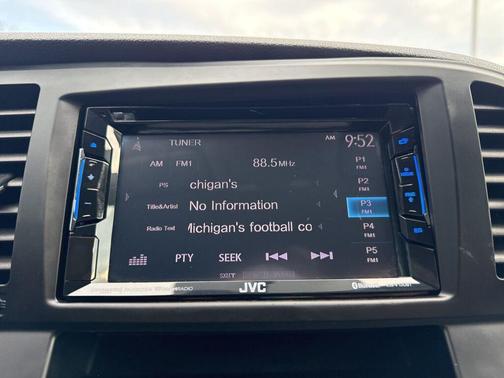 TUNER
AM 9:52
AM FM1 88.5MHz
PS chigan's
Title&Artist No Information
Radio Text Michigan's football co
PTY SEEK
P1
FM1
P2
FM1
P3
FM1
P4
FM1
P5
FM1
JVC